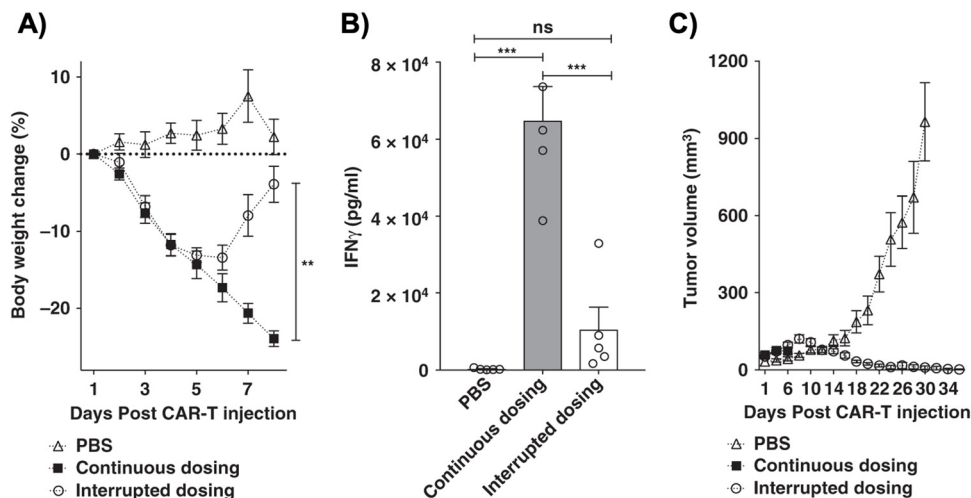 A)
Body weight change (%)
10
0
−10
−20
1 3 5 7
Days Post CAR-T injection
PBS
Continuous dosing
Interrupted dosing
**
B)
ns
*** ***
IFNγ (pg/ml)
8 × 10⁴
6 × 10⁴
4 × 10⁴
2 × 10⁴
0
PBS
Continuous dosing
Interrupted dosing
C)
Tumor volume (mm³)
1200
900
600
300
0
1 6 10 14 18 22 26 30 34
Days Post CAR-T injection
PBS
Continuous dosing
Interrupted dosing